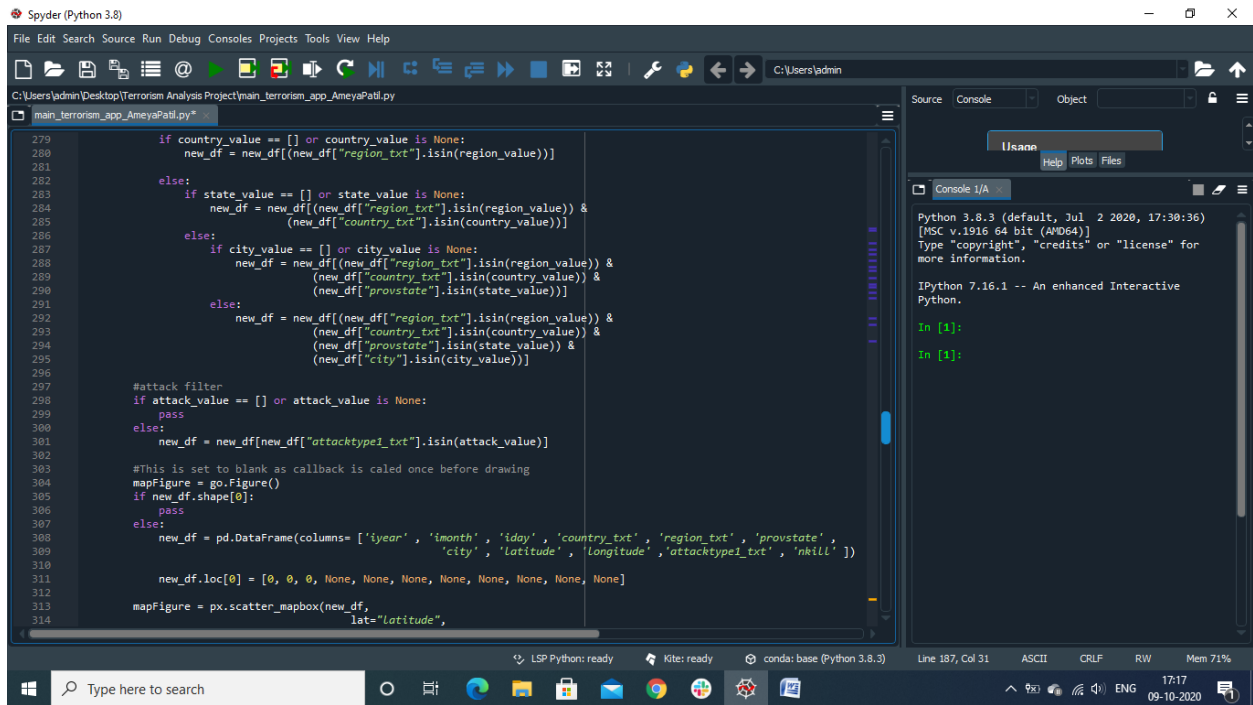 Spyder (Python 3.8)
File Edit Search Source Run Debug Consoles Projects Tools View Help
C:\Users\admin
C:\Users\admin\Desktop\Terrorism Analysis Project\main_terrorism_app_AmeyaPatil.py
main_terrorism_app_AmeyaPatil.py*
279 if country_value == [] or country_value is None:
280 new_df = new_df[(new_df["region_txt"].isin(region_value))]
281
282 else:
283 if state_value == [] or state_value is None:
284 new_df = new_df[(new_df["region_txt"].isin(region_value)) &
285 (new_df["country_txt"].isin(country_value))]
286 else:
287 if city_value == [] or city_value is None:
288 new_df = new_df[(new_df["region_txt"].isin(region_value)) &
289 (new_df["country_txt"].isin(country_value)) &
290 (new_df["provstate"].isin(state_value))]
291 else:
292 new_df = new_df[(new_df["region_txt"].isin(region_value)) &
293 (new_df["country_txt"].isin(country_value)) &
294 (new_df["provstate"].isin(state_value)) &
295 (new_df["city"].isin(city_value))]
296
297 #attack filter
298 if attack_value == [] or attack_value is None:
299 pass
300 else:
301 new_df = new_df[new_df["attacktype1_txt"].isin(attack_value)]
302
303 #This is set to blank as callback is caled once before drawing
304 mapFigure = go.Figure()
305 if new_df.shape[0]:
306 pass
307 else:
308 new_df = pd.DataFrame(columns= ['iyear' , 'imonth' , 'iday' , 'country_txt' , 'region_txt' , 'provstate' ,
309 'city' , 'latitude' , 'longitude' ,'attacktype1_txt' , 'nkill' ])
310
311 new_df.loc[0] = [0, 0, 0, None, None, None, None, None, None, None, None]
312
313 mapFigure = px.scatter_mapbox(new_df,
314 lat="latitude",
Source Console Object
Usage
Help Plots Files
Console 1/A
Python 3.8.3 (default, Jul 2 2020, 17:30:36)
[MSC v.1916 64 bit (AMD64)]
Type "copyright", "credits" or "license" for
more information.
IPython 7.16.1 -- An enhanced Interactive
Python.
In [1]:
In [1]:
LSP Python: ready Kite: ready conda: base (Python 3.8.3) Line 187, Col 31 ASCII CRLF RW Mem 71%
Type here to search
ENG
17:17
09-10-2020
1